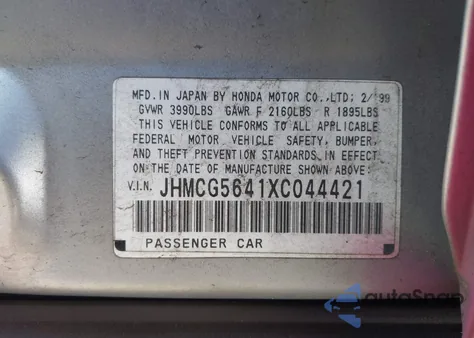 MFD.IN JAPAN BY HONDA MOTOR CO.,LTD; 2/'99
GVWR 3990LBS GAWR F 2160LBS R 1895LBS
THIS VEHICLE CONFORMS TO ALL APPLICABLE
FEDERAL MOTOR VEHICLE SAFETY, BUMPER,
AND THEFT PREVENTION STANDARDS IN EFFECT
ON THE DATE OF MANUFACTURE SHOWN ABOVE:
V.I.N. JHMCG5641XC044421
PASSENGER CAR
autoSnap